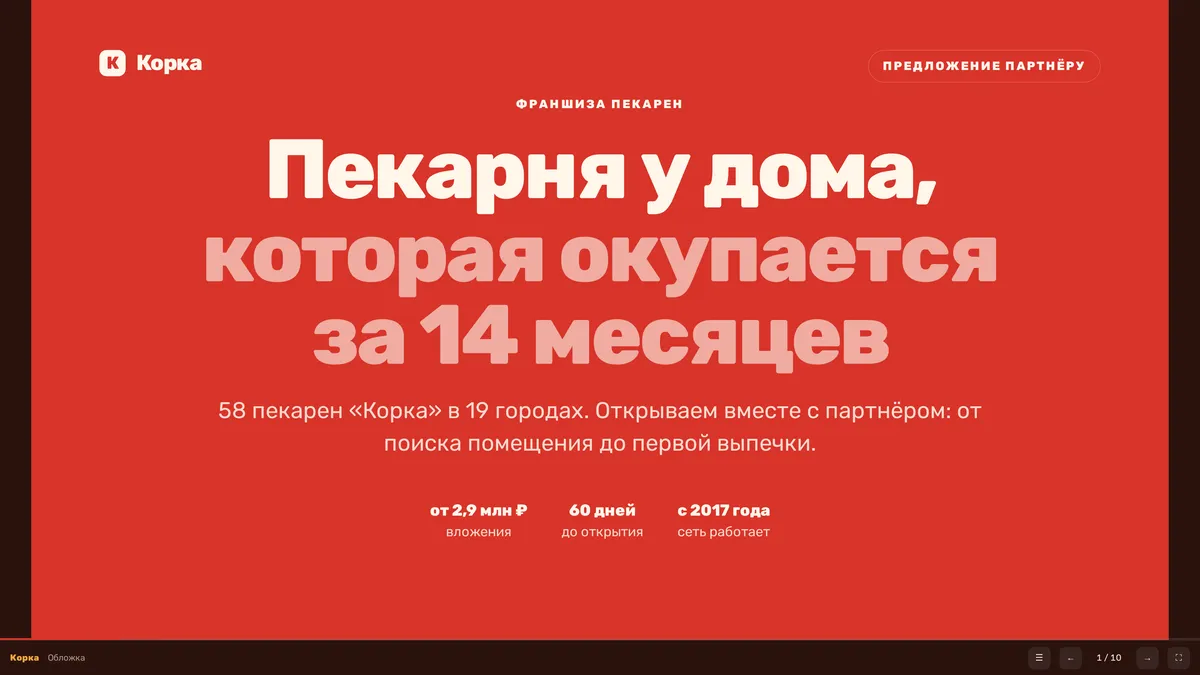 К Корка
ПРЕДЛОЖЕНИЕ ПАРТНЁРУ
ФРАНШИЗА ПЕКАРЕН
Пекарня у дома,
которая окупается
за 14 месяцев
58 пекарен «Корка» в 19 городах. Открываем вместе с партнёром: от
поиска помещения до первой выпечки.
от 2,9 млн ₽
вложения
60 дней
до открытия
с 2017 года
сеть работает
Корка Обложка
1 / 10